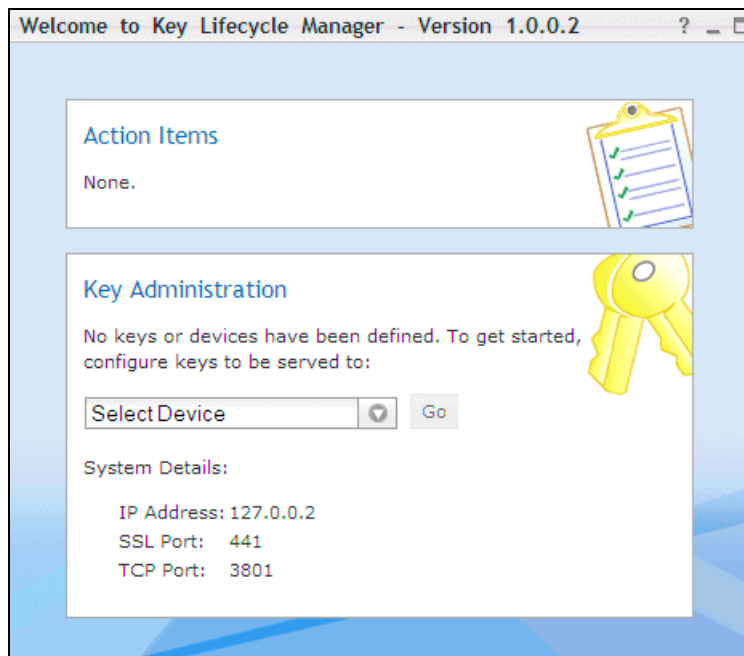 Welcome to Key Lifecycle Manager - Version 1.0.0.2 ?
Action Items
None.
Key Administration
No keys or devices have been defined. To get started,
configure keys to be served to:
Select Device Go
System Details:
IP Address: 127.0.0.2
SSL Port: 441
TCP Port: 3801